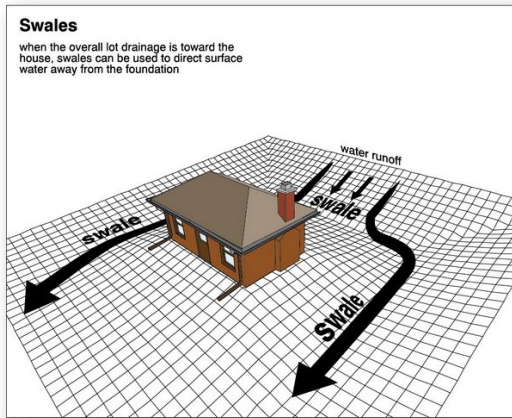 Swales
when the overall lot drainage is toward the
house, swales can be used to direct surface
water away from the foundation
water runoff
swale
swale
Swale